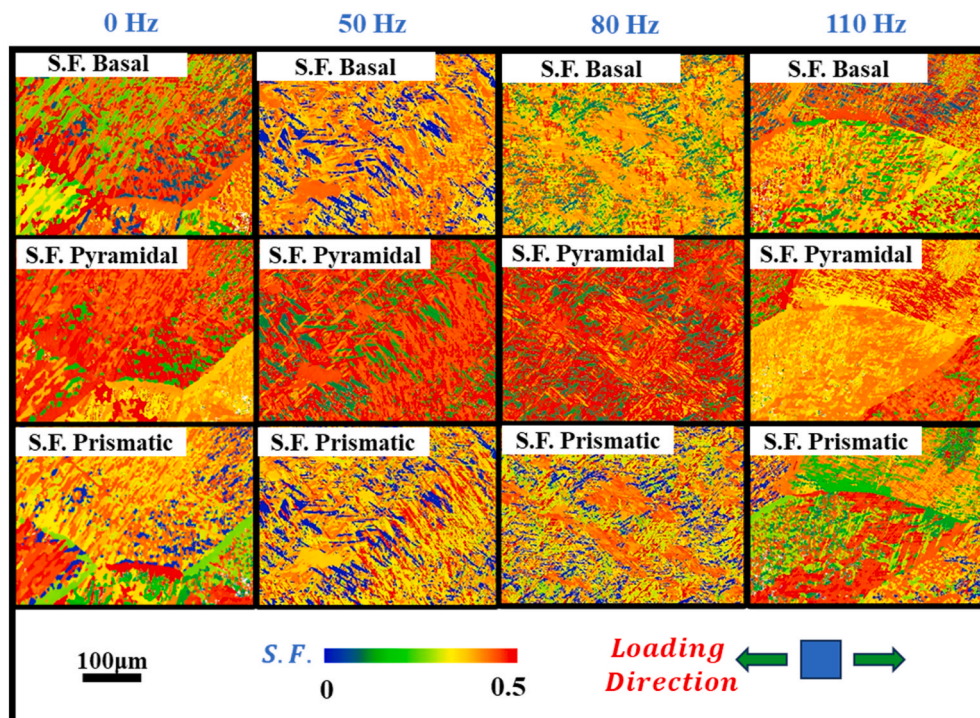 0 Hz 50 Hz 80 Hz 110 Hz
S.F. Basal S.F. Basal S.F. Basal S.F. Basal
S.F. Pyramidal S.F. Pyramidal S.F. Pyramidal S.F. Pyramidal
S.F. Prismatic S.F. Prismatic S.F. Prismatic S.F. Prismatic
100μm
S.F.
0 0.5
Loading
Direction